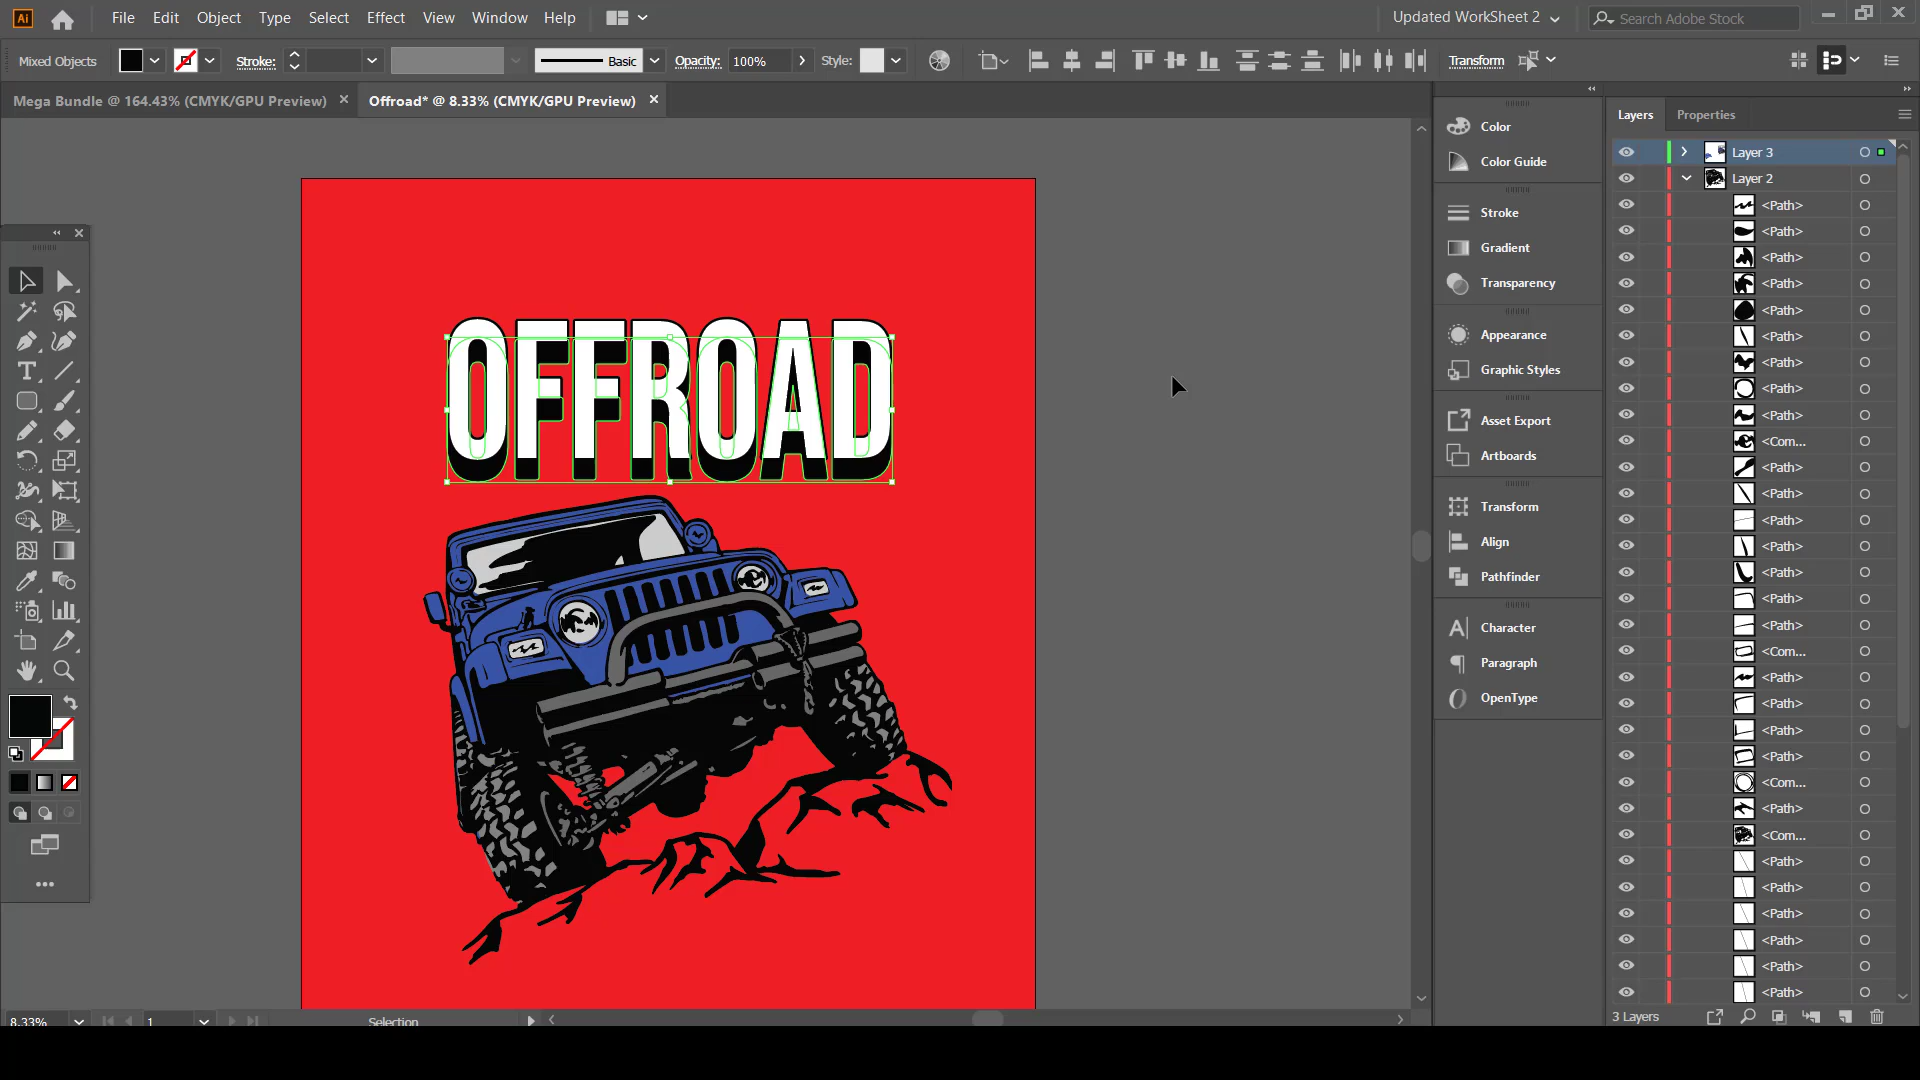 Ai File Edit Object Type Select Effect View Window Help Updated WorkSheet 2 Search Adobe Stock
Mixed Objects Stroke: Basic Opacity: 100% Style: Transform
Mega Bundle @ 164.43% (CMYK/GPU Preview) Offroad* @ 8.33% (CMYK/GPU Preview)
Color
Color Guide
Stroke
Gradient
Transparency
Appearance
Graphic Styles
Asset Export
Artboards
Transform
Align
Pathfinder
Character
Paragraph
OpenType
Layers Properties
Layer 3
Layer 2
<Path>
<Path>
<Path>
<Path>
<Path>
<Path>
<Path>
<Path>
<Path>
<Com...
<Path>
<Path>
<Path>
<Path>
<Path>
<Path>
<Path>
<Com...
<Path>
<Path>
<Path>
<Path>
<Com...
<Path>
<Com...
<Path>
<Path>
<Path>
<Path>
<Path>
<Path>
3 Layers
OFFROAD
8.33% 1 Selection